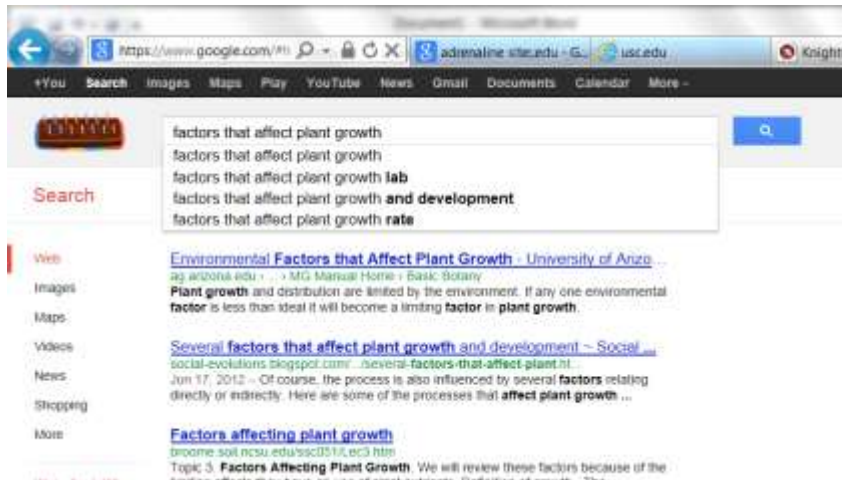 https://www.google.com/
adrenaline site:edu - G...
usc.edu
Knight
+You Search Images Maps Play YouTube News Gmail Documents Calendar More
factors that affect plant growth
factors that affect plant growth
factors that affect plant growth lab
factors that affect plant growth and development
factors that affect plant growth rate
Search
Web
Images
Maps
Videos
News
Shopping
More
Environmental Factors that Affect Plant Growth - University of Arizo...
ag.arizona.edu › ... › MG Manual Home › Basic Botany
Plant growth and distribution are limited by the environment. If any one environmental
factor is less than ideal it will become a limiting factor in plant growth.
Several factors that affect plant growth and development ~ Social ...
social-evolutions.blogspot.com/.../several-factors-that-affect-plant.ht...
Jun 17, 2012 – Of course, the process is also influenced by several factors relating
directly or indirectly. Here are some of the processes that affect plant growth ...
Factors affecting plant growth
broome.soil.ncsu.edu/ssc051/Lec3.htm
Topic 3. Factors Affecting Plant Growth. We will review these factors because of the